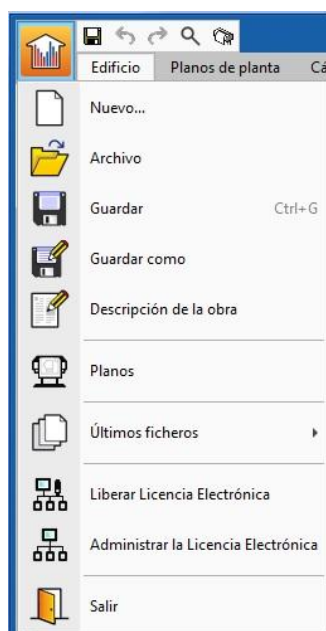 Edificio Planos de planta Cá
Nuevo...
Archivo
Guardar Ctrl+G
Guardar como
Descripción de la obra
Planos
Últimos ficheros
Liberar Licencia Electrónica
Administrar la Licencia Electrónica
Salir